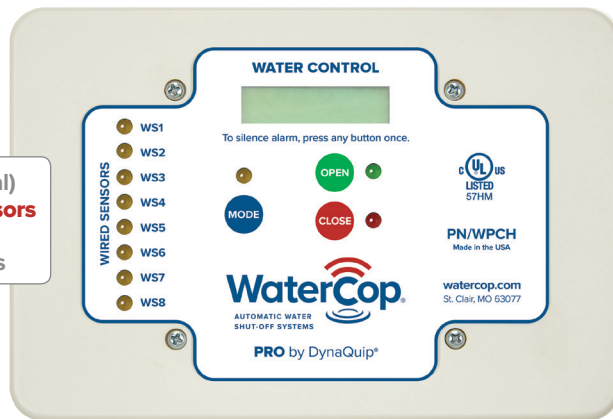 WATER CONTROL
To silence alarm, press any button once.
WIRED SENSORS
WS1
WS2
WS3
WS4
WS5
WS6
WS7
WS8
OPEN
MODE
CLOSE
WaterCop®
AUTOMATIC WATER
SHUT-OFF SYSTEMS
PRO by DynaQuip®
C UL US
LISTED
57HM
PN/WPCH
Made in the USA
watercop.com
St. Clair, MO 63077